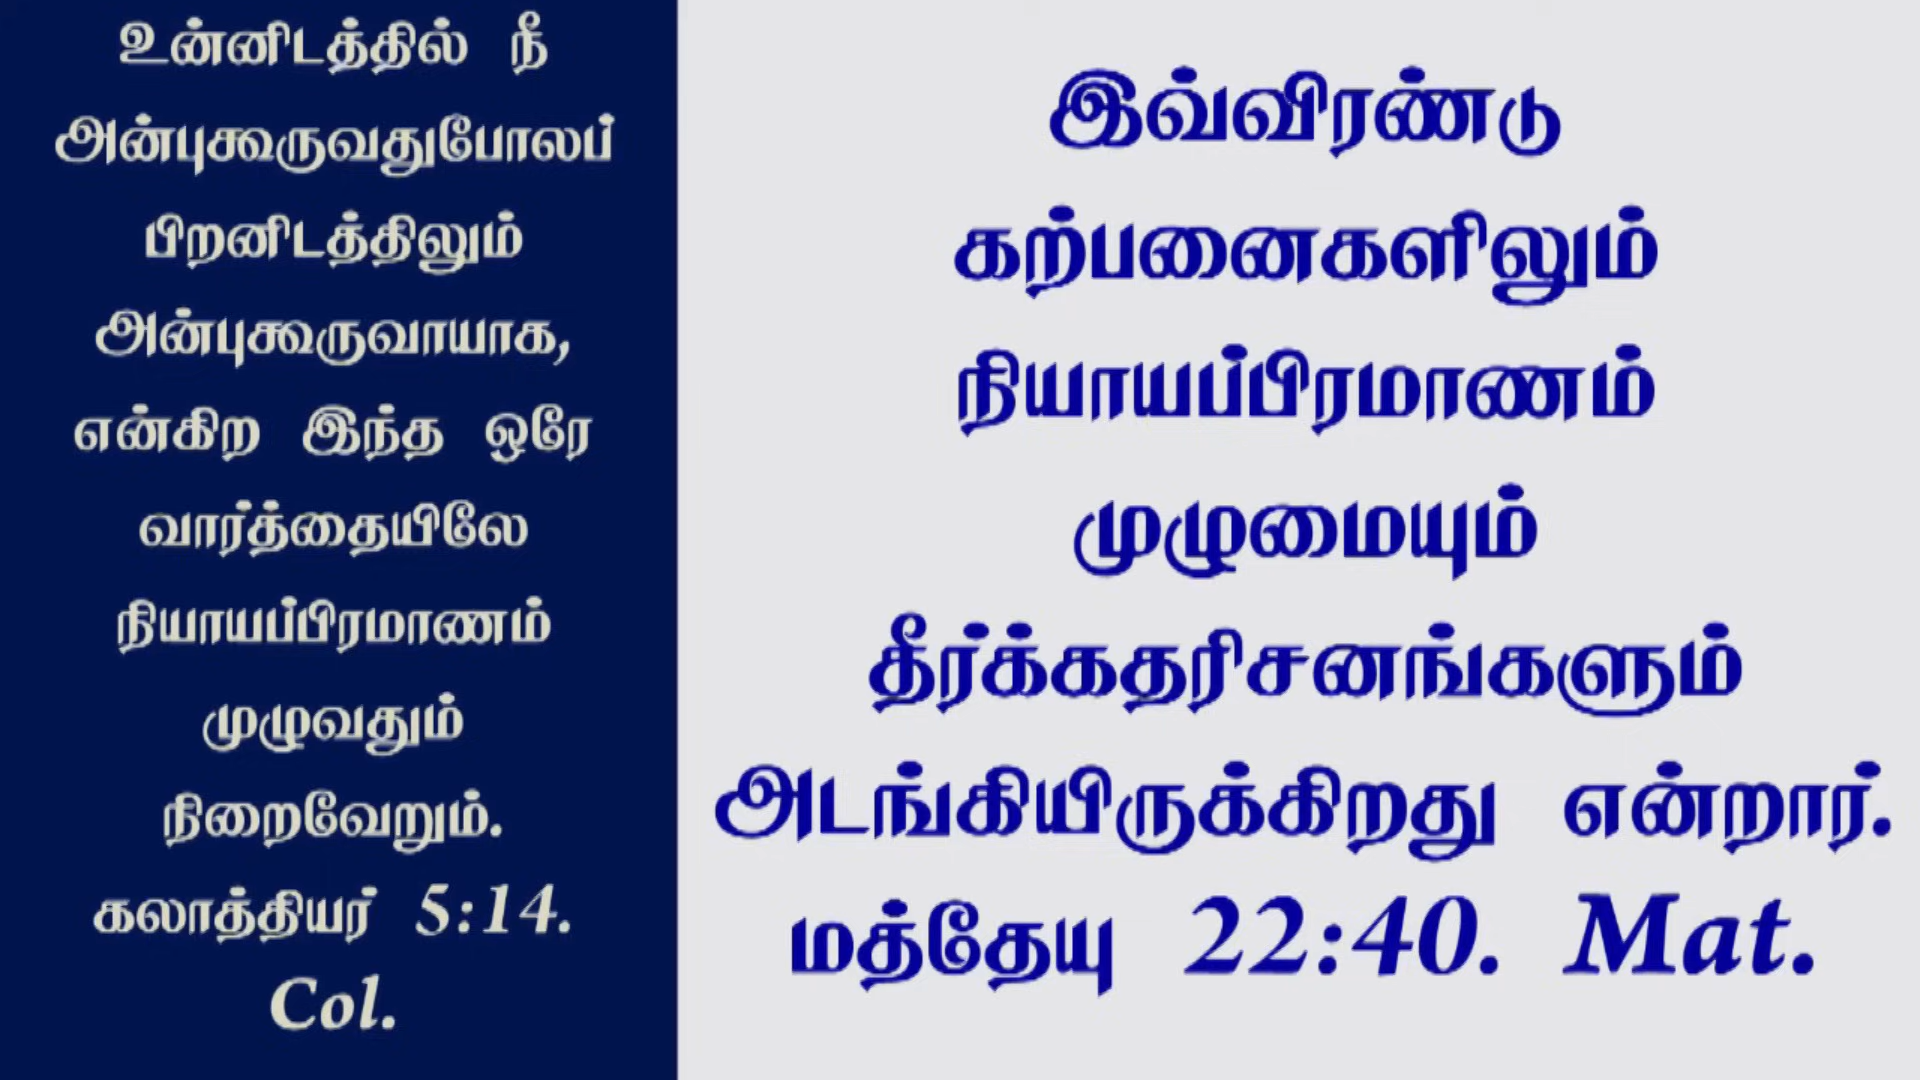 உன்னிடத்தில் நீ
அன்புகூருவதுபோலப்
பிறனிடத்திலும்
அன்புகூருவாயாக,
என்கிற இந்த ஒரே
வார்த்தையிலே
நியாயப்பிரமாணம்
முழுவதும்
நிறைவேறும்.
கலாத்தியர் 5:14.
Col.
இவ்விரண்டு
கற்பனைகளிலும்
நியாயப்பிரமாணம்
முழுமையும்
தீர்க்கதரிசனங்களும்
அடங்கியிருக்கிறது என்றார்.
மத்தேயு 22:40. Mat.